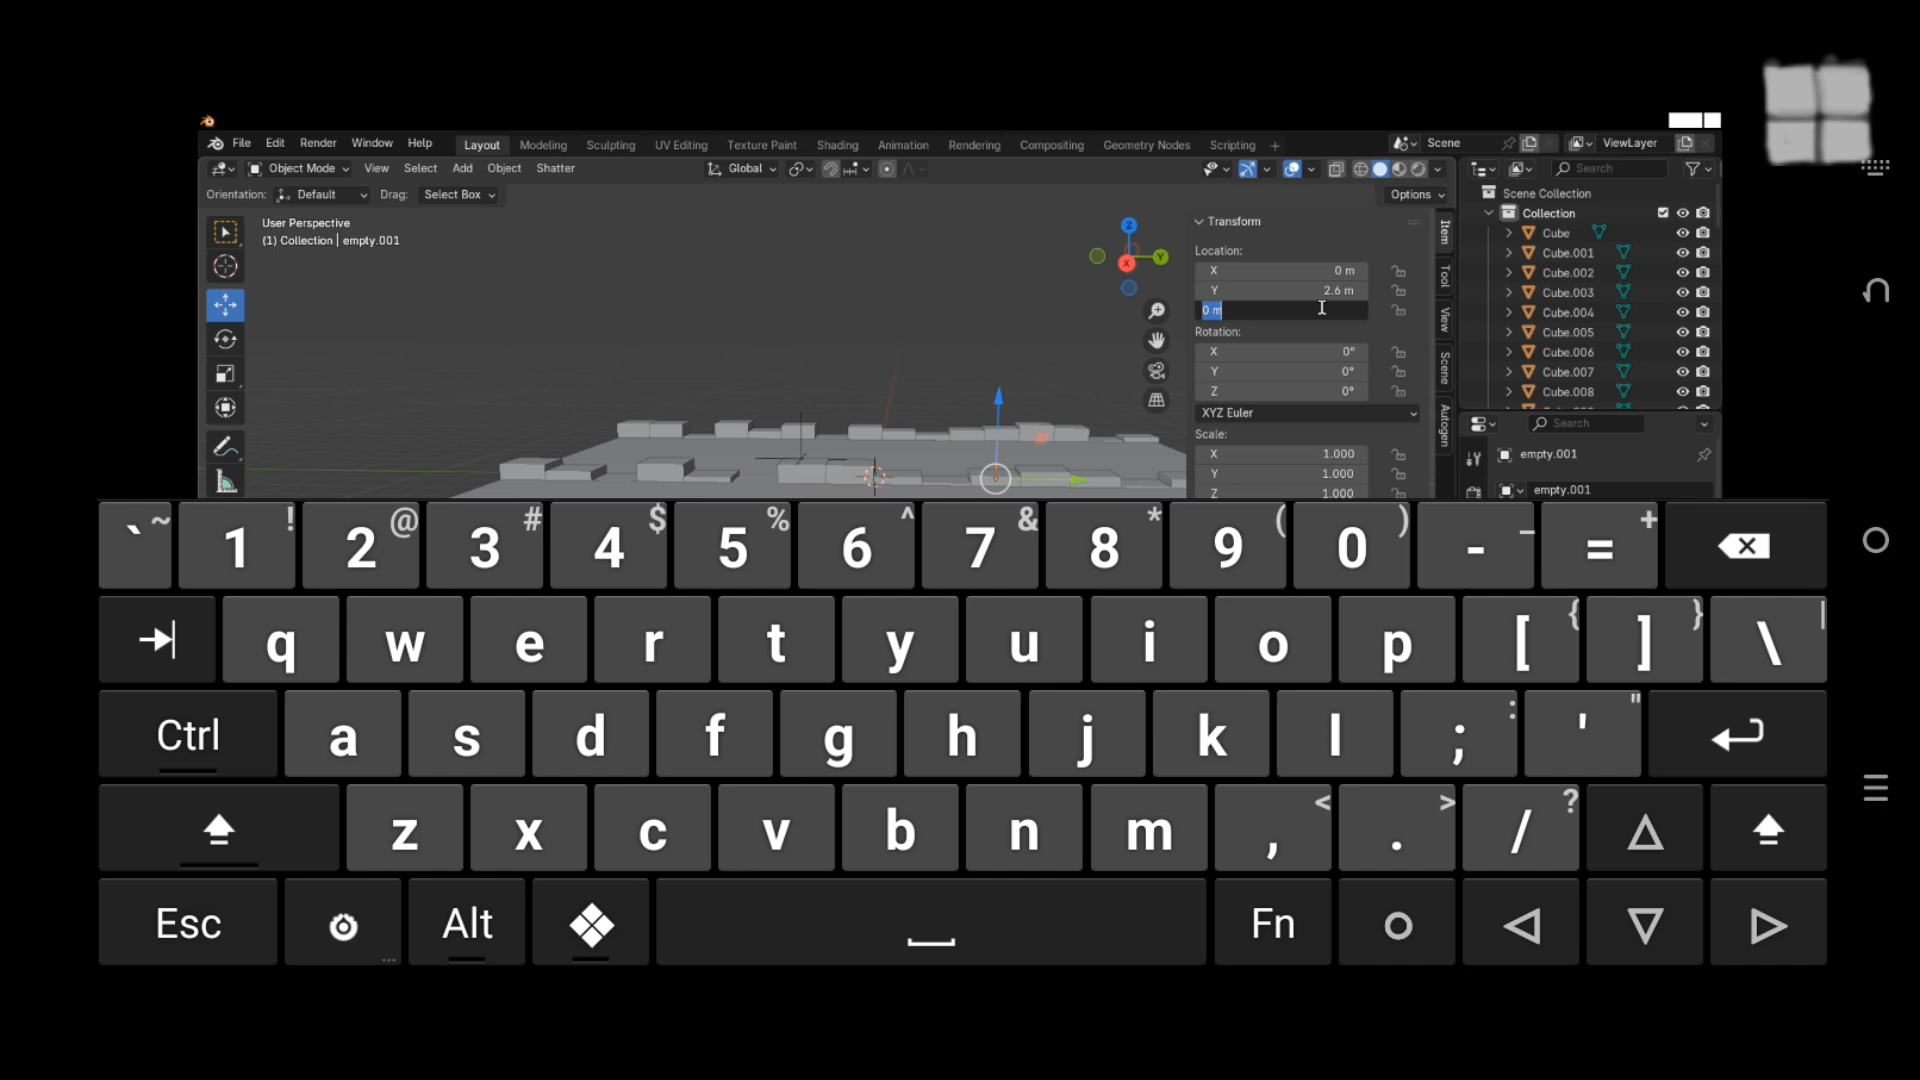 File Edit Render Window Help Layout Modeling Sculpting UV Editing Texture Paint Shading Animation Rendering Compositing Geometry Nodes Scripting + Scene ViewLayer
Object Mode View Select Add Object Shatter Global Search
Orientation: Default Drag: Select Box Options
User Perspective
(1) Collection | empty.001
Z
Y
X
Transform
Location:
X 0 m
Y 2.6 m
0 m
Rotation:
X 0°
Y 0°
Z 0°
XYZ Euler
Scale:
X 1.000
Y 1.000
Z 1.000
Item
Tool
View
Scene
Autogen
Scene Collection
Collection
Cube
Cube.001
Cube.002
Cube.003
Cube.004
Cube.005
Cube.006
Cube.007
Cube.008
Search
empty.001
empty.001
` ~ 1 ! 2 @ 3 # 4 $ 5 % 6 ^ 7 & 8 * 9 ( 0 ) - _ = +
q w e r t y u i o p [ { ] } \ |
Ctrl a s d f g h j k l ; : ' "
z x c v b n m , < . > / ?
Esc Alt Fn